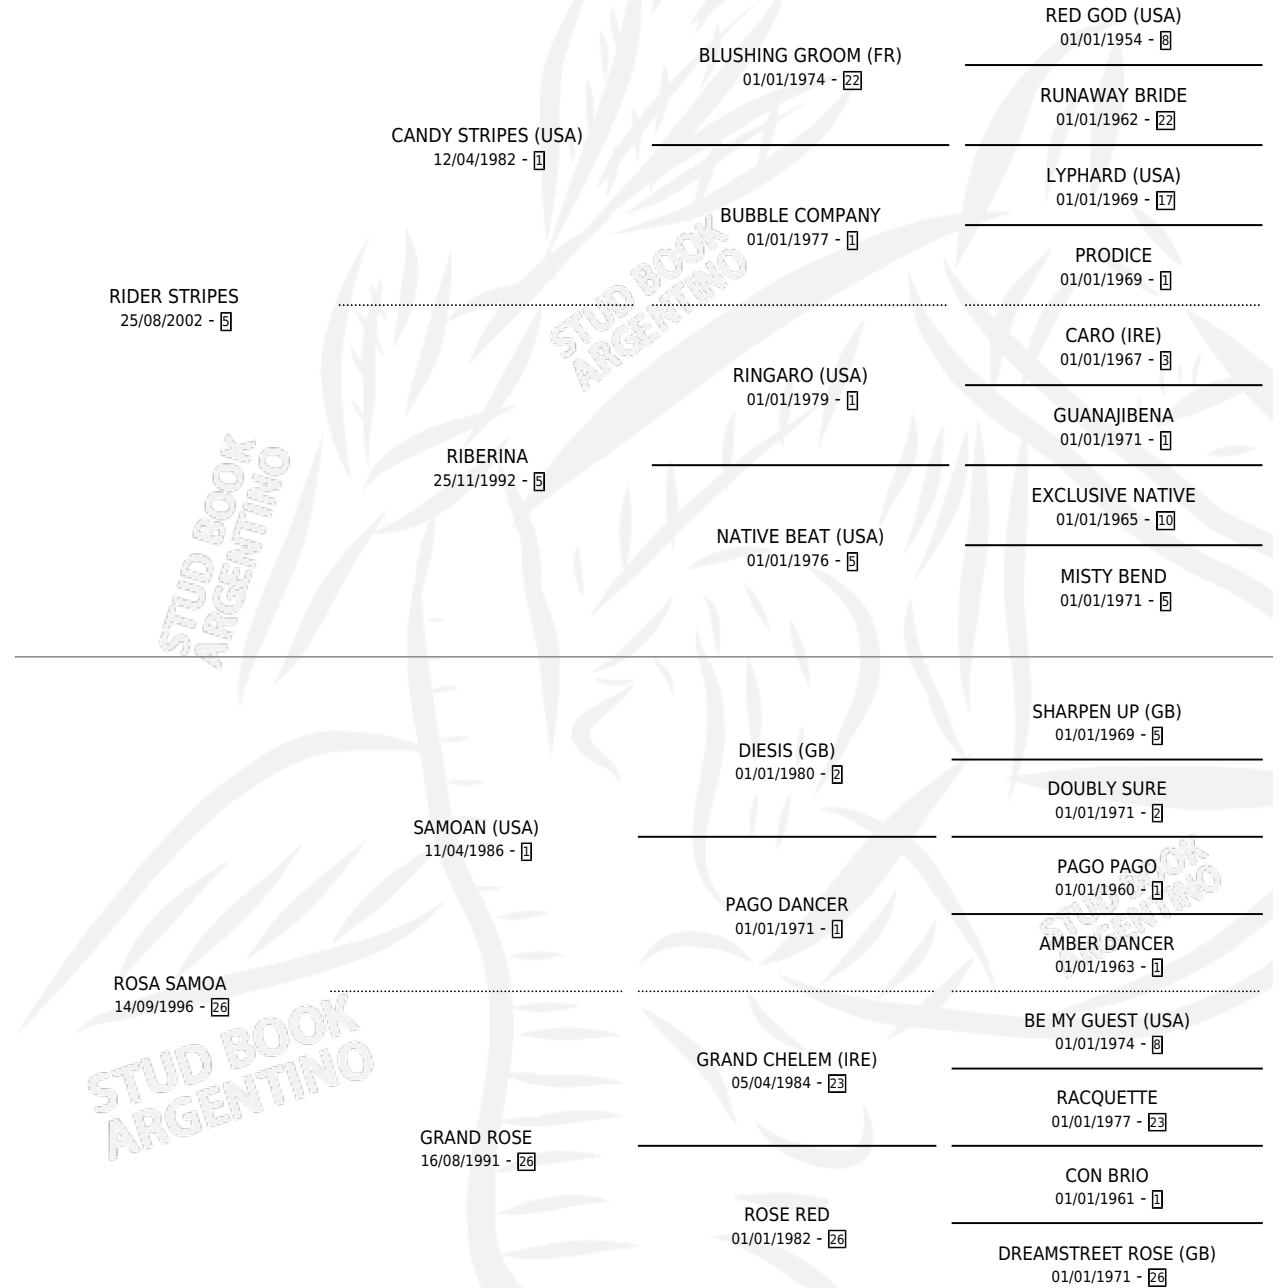 RED GOD (USA)
01/01/1954 - 8
BLUSHING GROOM (FR)
01/01/1974 - 22
RUNAWAY BRIDE
01/01/1962 - 22
CANDY STRIPES (USA)
12/04/1982 - 1
LYPHARD (USA)
01/01/1969 - 17
BUBBLE COMPANY
01/01/1977 - 1
PRODICE
01/01/1969 - 1
RIDER STRIPES
25/08/2002 - 5
STUD BOOK
ARGENTINO
CARO (IRE)
01/01/1967 - 3
RINGARO (USA)
01/01/1979 - 1
GUANAJIBENA
01/01/1971 - 1
RIBERINA
25/11/1992 - 5
EXCLUSIVE NATIVE
01/01/1965 - 10
NATIVE BEAT (USA)
01/01/1976 - 5
MISTY BEND
01/01/1971 - 5
STUD BOOK
ARGENTINO
SHARPEN UP (GB)
01/01/1969 - 5
DIESIS (GB)
01/01/1980 - 2
DOUBLY SURE
01/01/1971 - 2
SAMOAN (USA)
11/04/1986 - 1
PAGO PAGO
01/01/1960 - 1
PAGO DANCER
01/01/1971 - 1
AMBER DANCER
01/01/1963 - 1
STUD BOOK
ARGENTINO
ROSA SAMOA
14/09/1996 - 26
BE MY GUEST (USA)
01/01/1974 - 8
GRAND CHELEM (IRE)
05/04/1984 - 23
RACQUETTE
01/01/1977 - 23
STUD BOOK
ARGENTINO
GRAND ROSE
16/08/1991 - 26
CON BRIO
01/01/1961 - 1
ROSE RED
01/01/1982 - 26
DREAMSTREET ROSE (GB)
01/01/1971 - 26